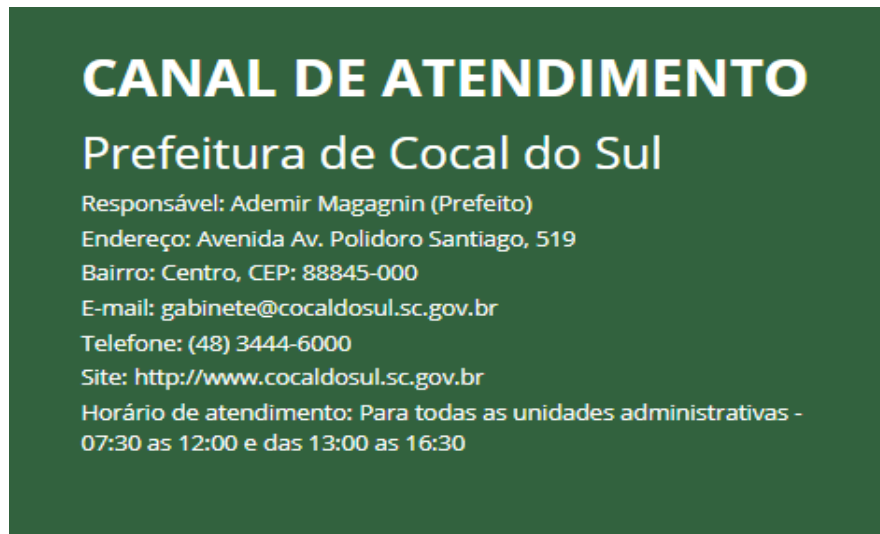 CANAL DE ATENDIMENTO
Prefeitura de Cocal do Sul
Responsável: Ademir Magagnin (Prefeito)
Endereço: Avenida Av. Polidoro Santiago, 519
Bairro: Centro, CEP: 88845-000
E-mail: gabinete@cocaldosul.sc.gov.br
Telefone: (48) 3444-6000
Site: http://www.cocaldosul.sc.gov.br
Horário de atendimento: Para todas as unidades administrativas -
07:30 as 12:00 e das 13:00 as 16:30